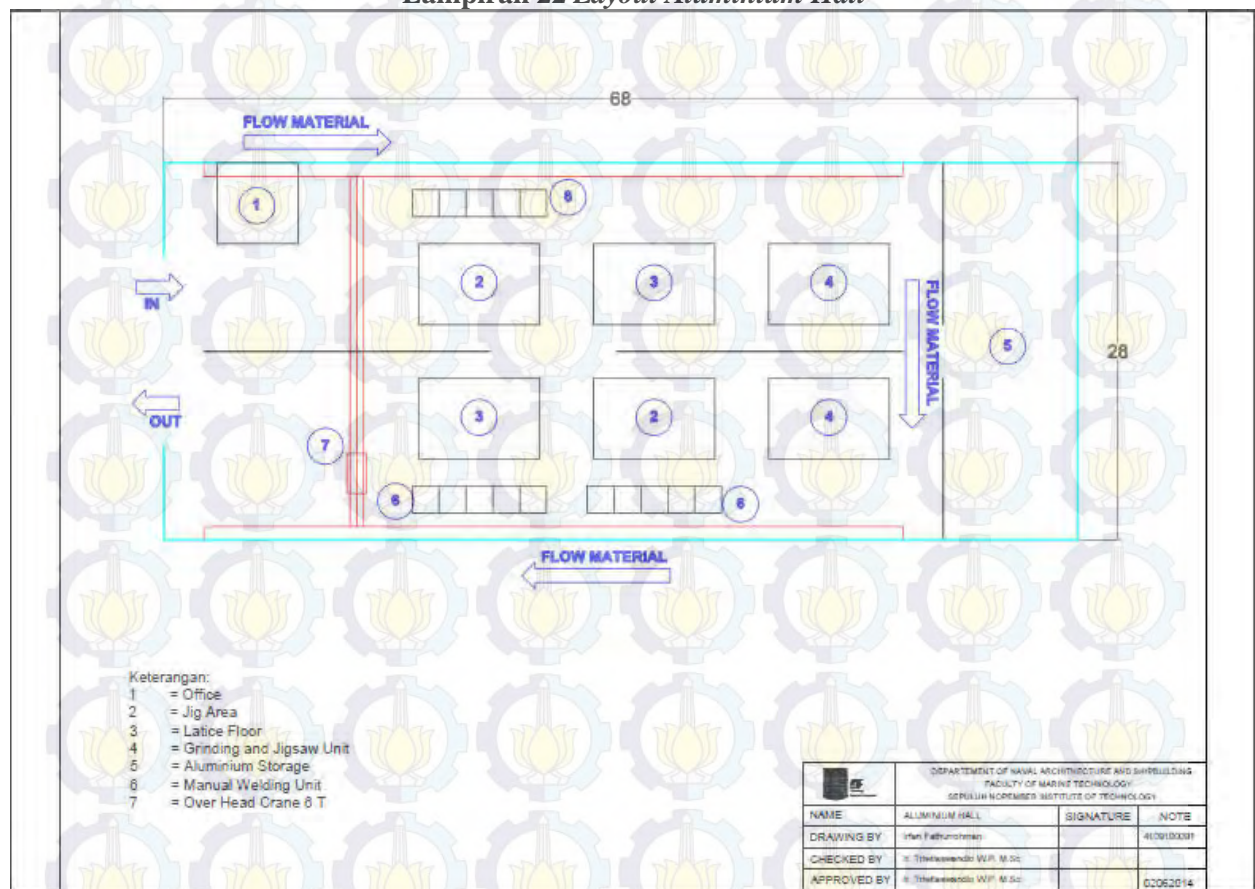 Lampiran 22 Layout Aluminium Hall
68
FLOW MATERIAL
1
6
2
3
4
IN
FLOW MATERIAL
5
28
OUT
3
2
4
7
6
6
FLOW MATERIAL
Keterangan:
1 = Office
2 = Jig Area
3 = Latice Floor
4 = Grinding and Jigsaw Unit
5 = Aluminium Storage
6 = Manual Welding Unit
7 = Over Head Crane 6 T
DEPARTEMENT OF NAVAL ARCHITHECTURE AND SHIPBUILDING
FACULTY OF MARINE TECHNOLOGY
SEPULUH NOPEMBER INSTITUTE OF TECHNOLOGY
NAME ALUMINIUM HALL SIGNATURE NOTE
DRAWING BY Irfan Fathurrohman
CHECKED BY W.P. M.Sc
APPROVED BY W.P. M.Sc 02062014